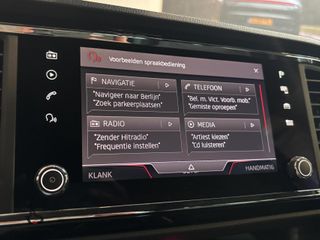 Voorbeelden spraakbediening
NAVIGATIE
"Navigeer naar Berlijn"
"Zoek parkeerplaatsen"
TELEFOON
"Bel. m. Vict. Voorb. mob."
"Gemiste oproepen"
RADIO
"Zender Hitradio"
"Frequentie instellen"
MEDIA
"Artiest kiezen"
"Cd luisteren"
KLANK
HANDMATIG